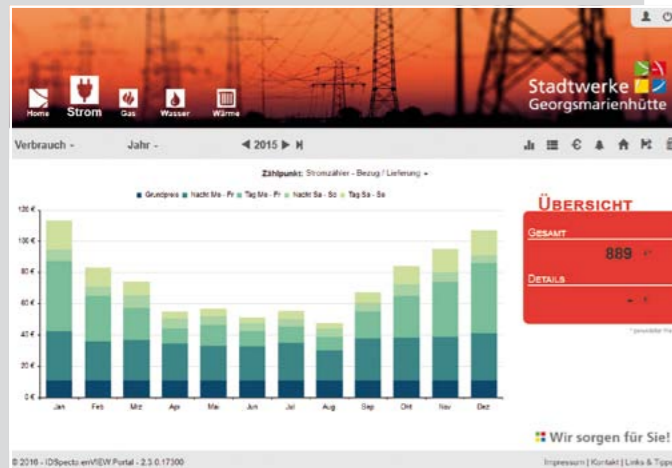 Stadtwerke
Georgsmarienhütte
Home Strom Gas Wasser Wärme
Verbrauch - Jahr - 2015 €
Zählpunkt: Stromzähler - Bezug / Lieferung
Grundpreis Nacht Mo - Fr Tag Mo - Fr Nacht Sa - So Tag Sa - So
120 €
100 €
80 €
60 €
40 €
20 €
0 €
Jan Feb Mrz Apr Mai Jun Jul Aug Sep Okt Nov Dez
ÜBERSICHT
GESAMT
889 €*
DETAILS
- €
Wir sorgen für Sie!
© 2016 - IDSpecto enVIEW Portal - 2.3.0.17300
Impressum | Kontakt | Links & Tipps